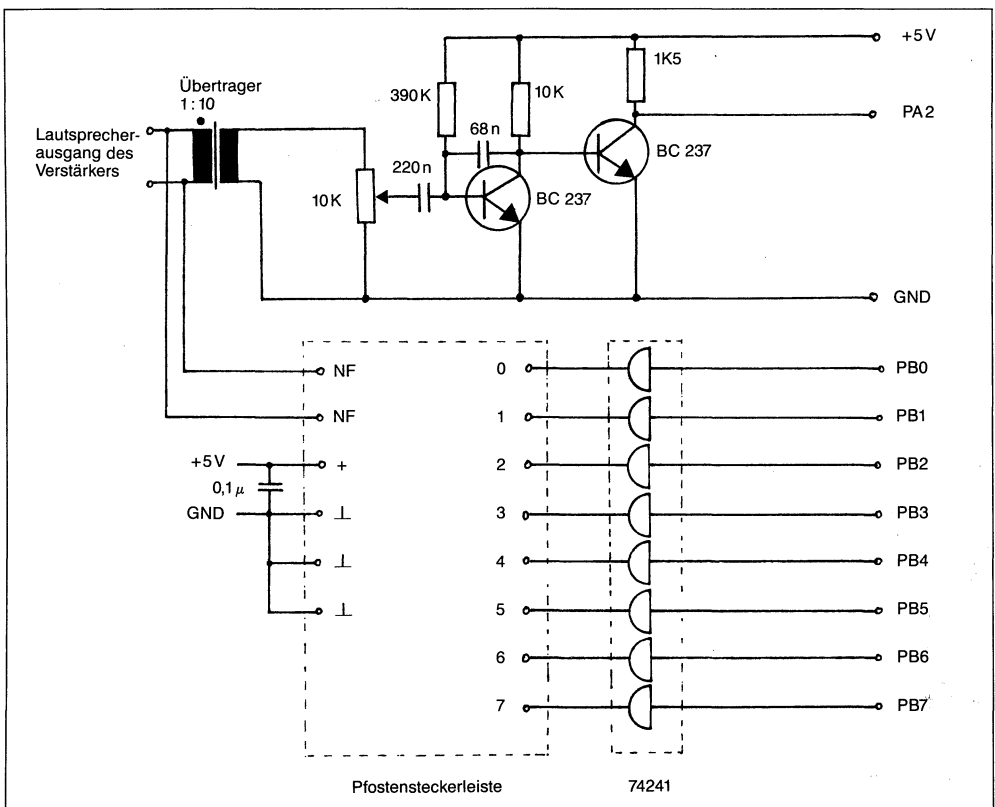 +5V
1K5
Übertrager
1:10
390K
10K
PA2
68n
Lautsprecher-
ausgang des
Verstärkers
BC 237
220n
10K
BC 237
GND
NF
0
PB0
NF
1
PB1
+5V
+
2
PB2
0,1 µ
GND
⊥
3
PB3
⊥
4
PB4
⊥
5
PB5
6
PB6
7
PB7
Pfostensteckerleiste
74241